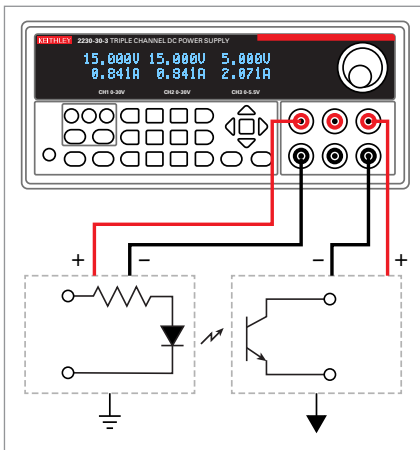 KEITHLEY 2230-30-3 TRIPLE CHANNEL DC POWER SUPPLY
15.000V 15.000V 5.000V
0.841A 0.841A 2.071A
CH1 0-30V CH2 0-30V CH3 0-5.5V
+ − − +